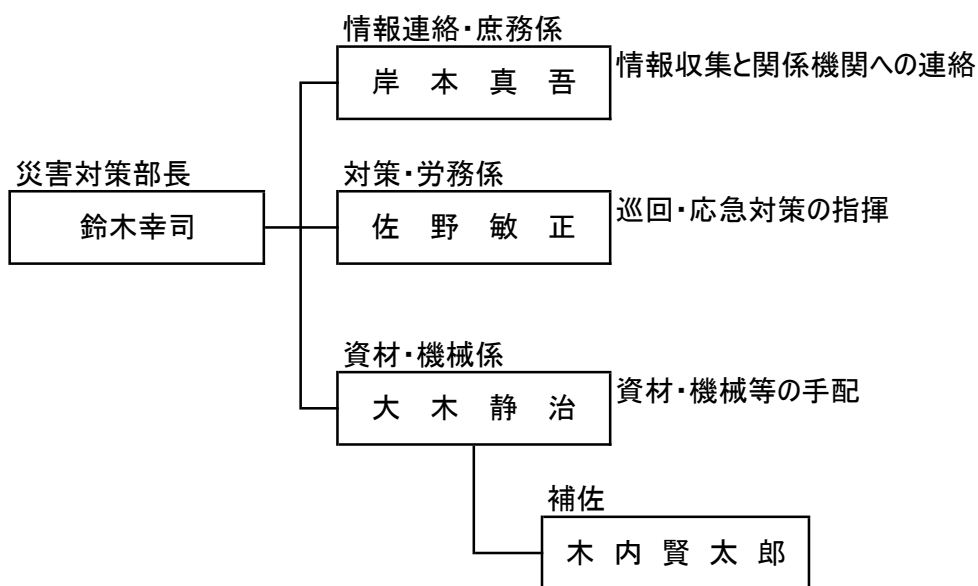 情報連絡・庶務係
岸本真吾
情報収集と関係機関への連絡
災害対策部長
鈴木幸司
対策・労務係
佐野敏正
巡回・応急対策の指揮
資材・機械係
大木静治
資材・機械等の手配
補佐
木内賢太郎